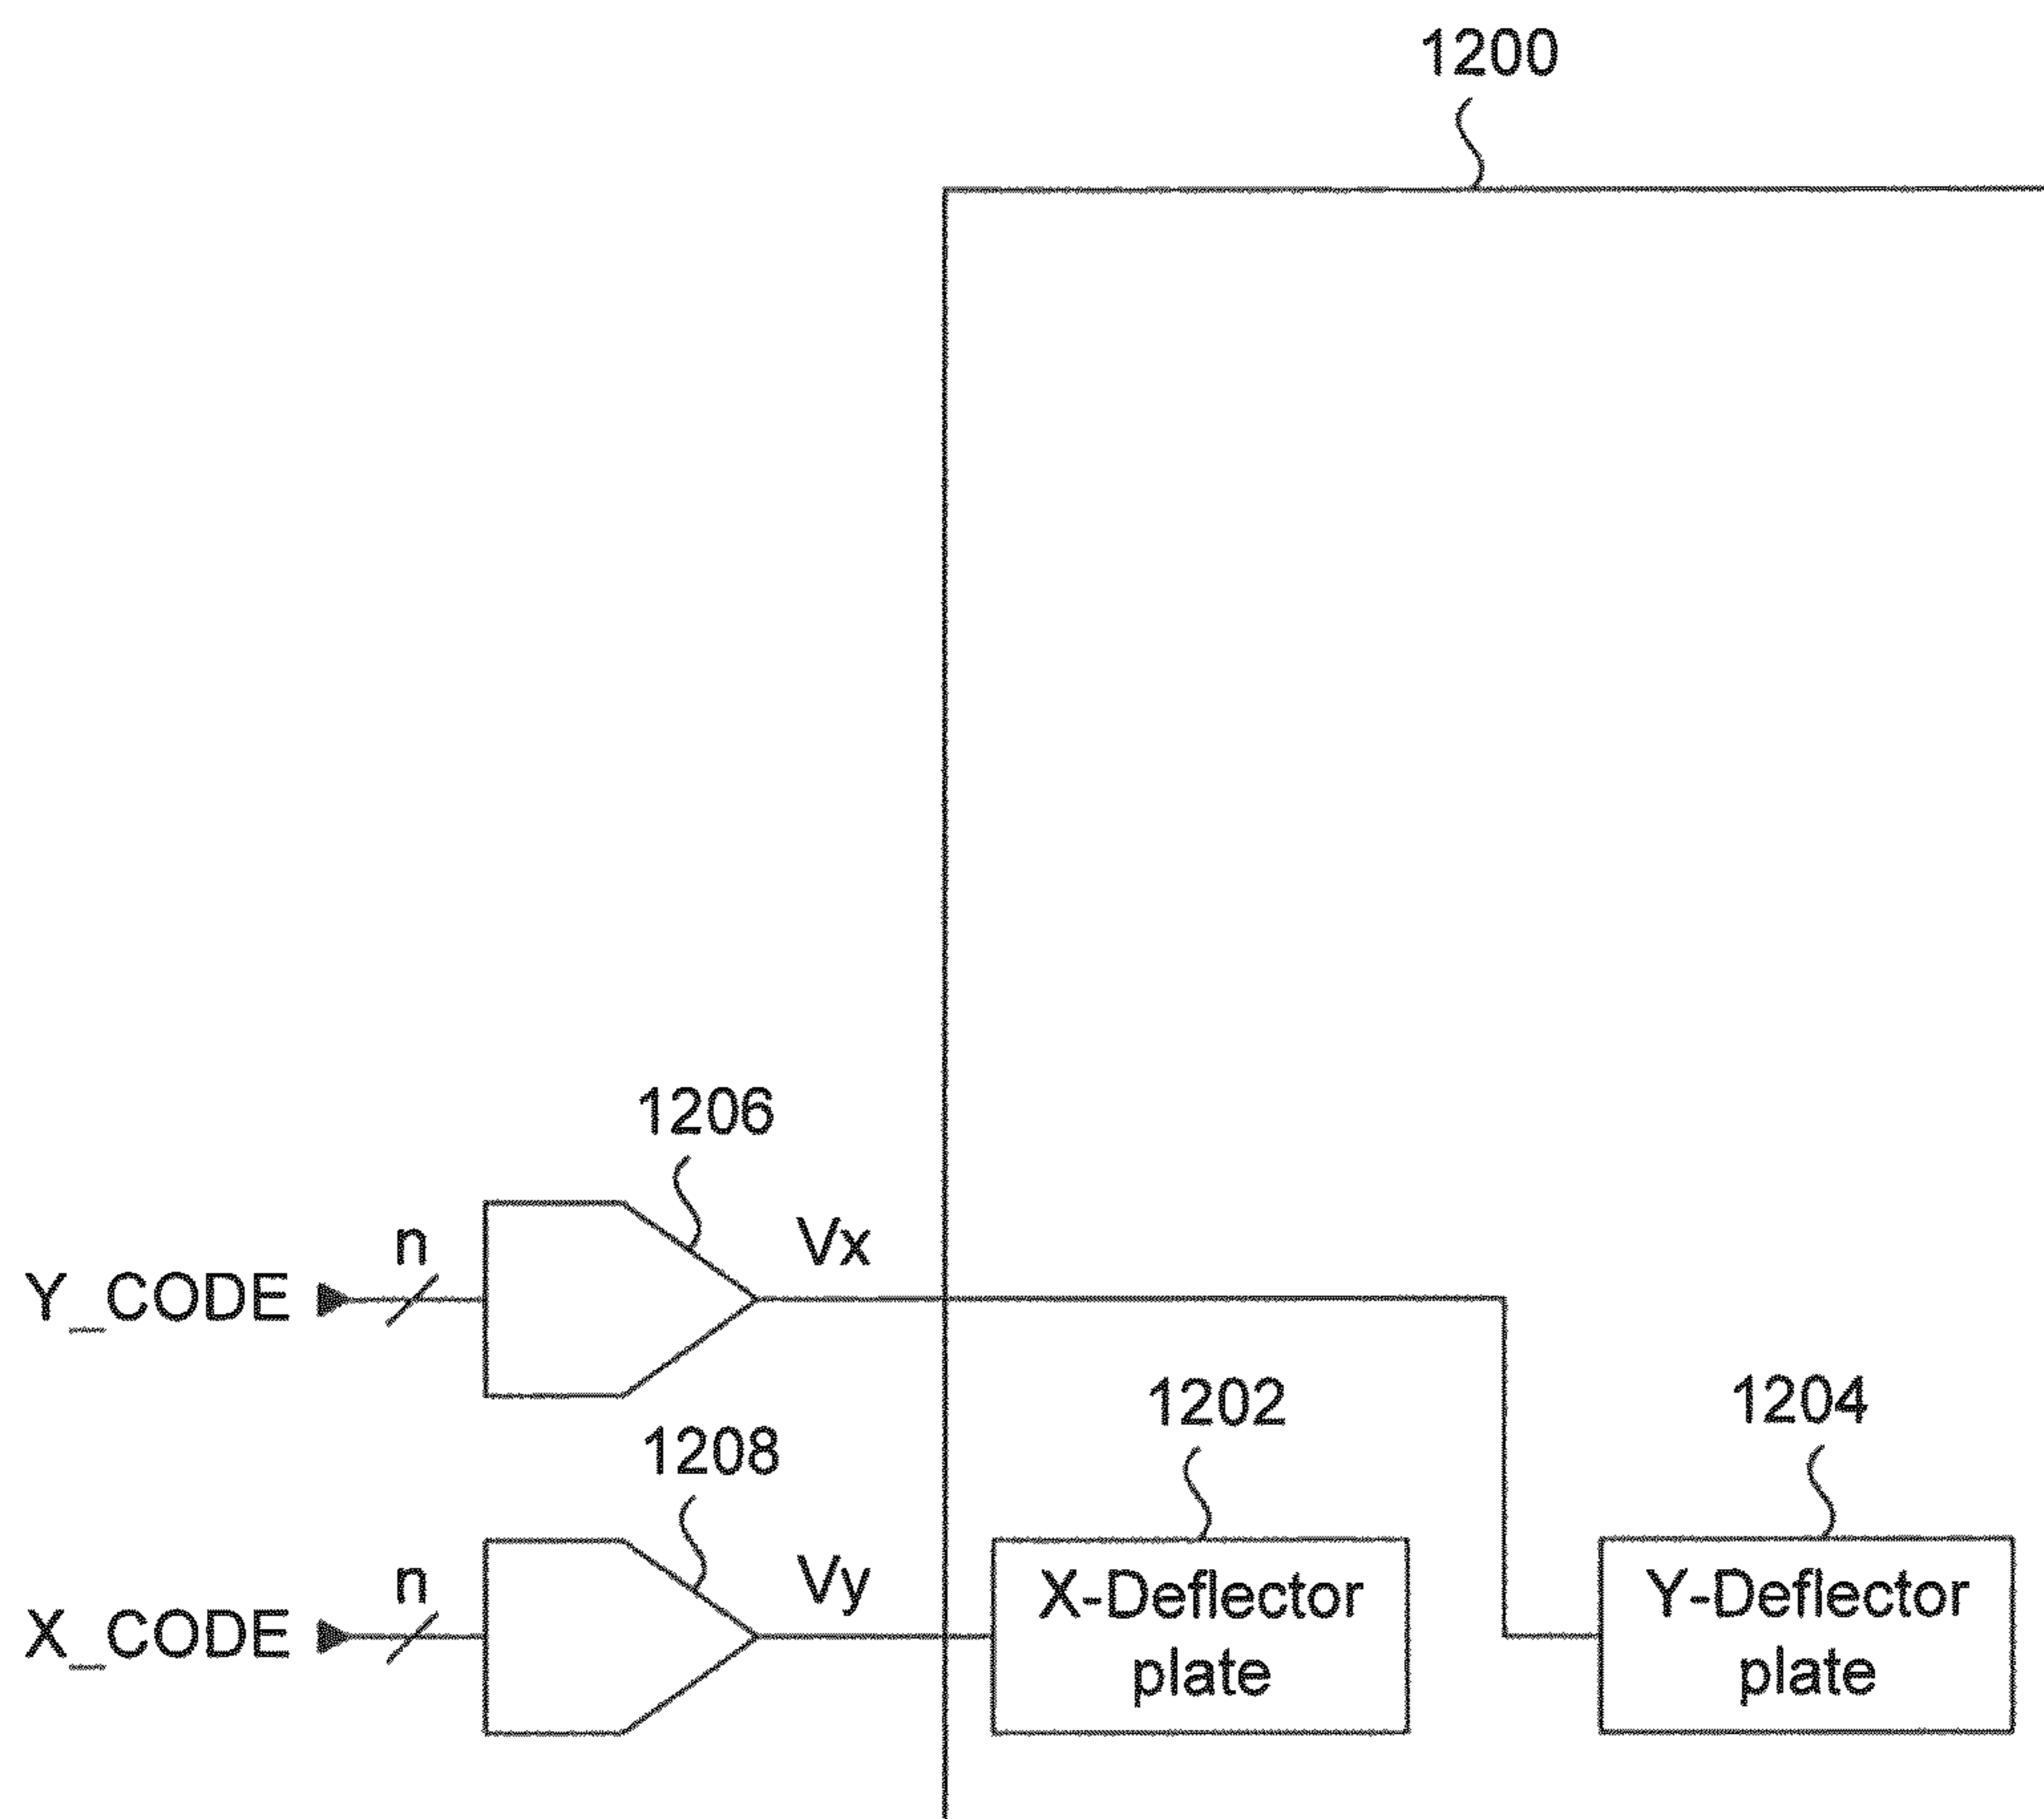 1200
1206
n
Vx
Y_CODE
1202
1204
1208
n
Vy
X-Deflector
plate
Y-Deflector
plate
X_CODE